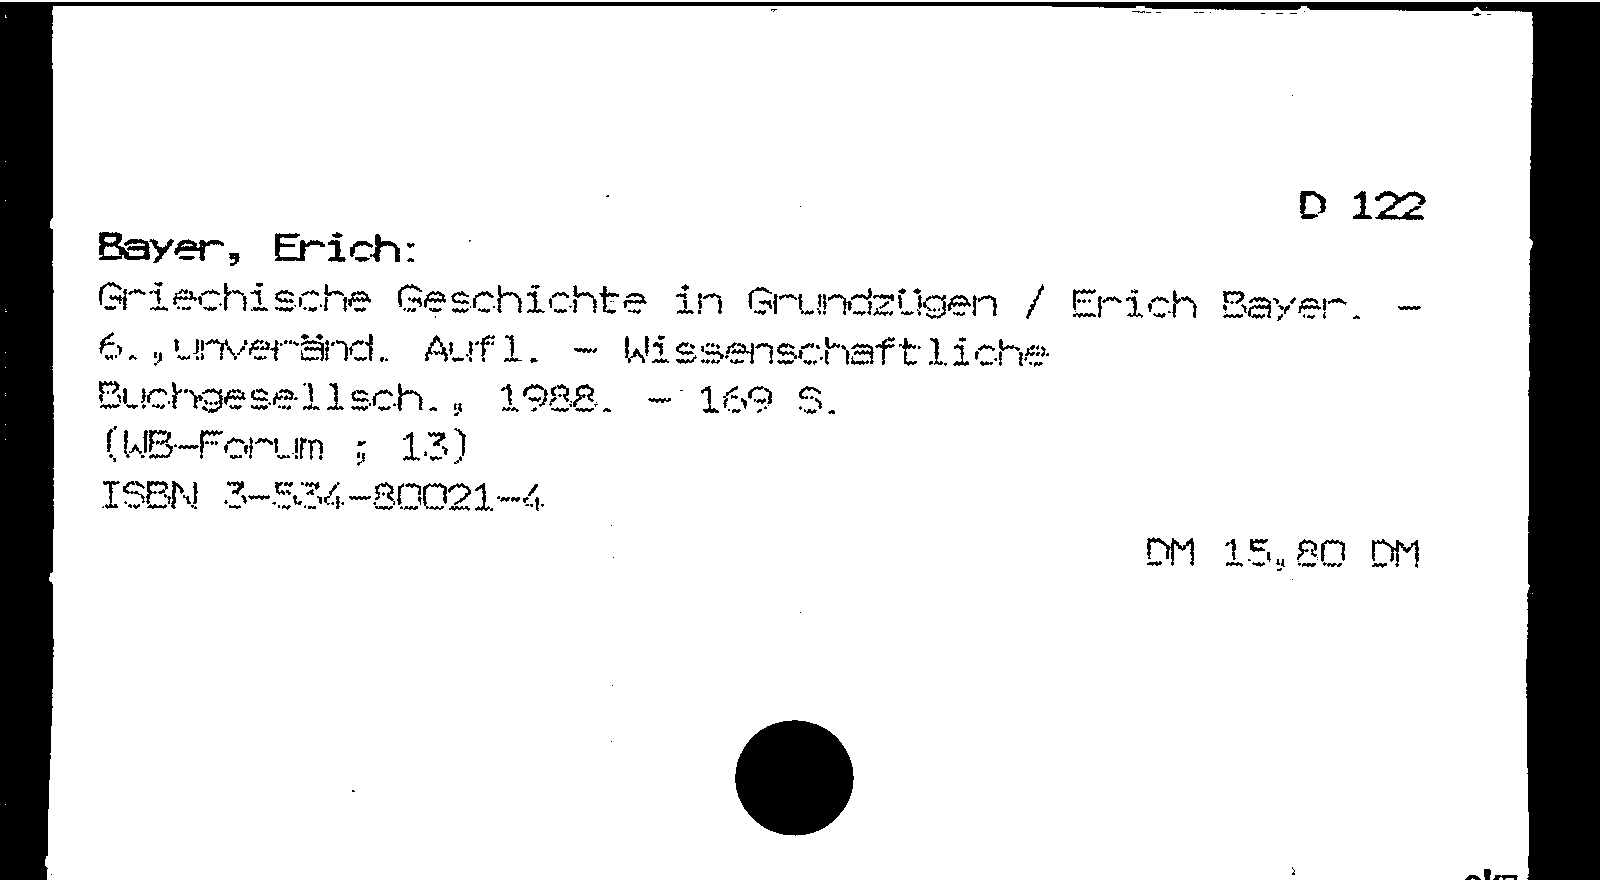 D 122
Bayer, Erich:
Griechische Geschichte in Grundzügen / Erich Bayer. -
6.,unveränd. Aufl. - Wissenschaftliche
Buchgesellsch., 1988. - 169 S.
(WB-Forum ; 13)
ISBN 3-534-80021-4
DM 15,80 DM